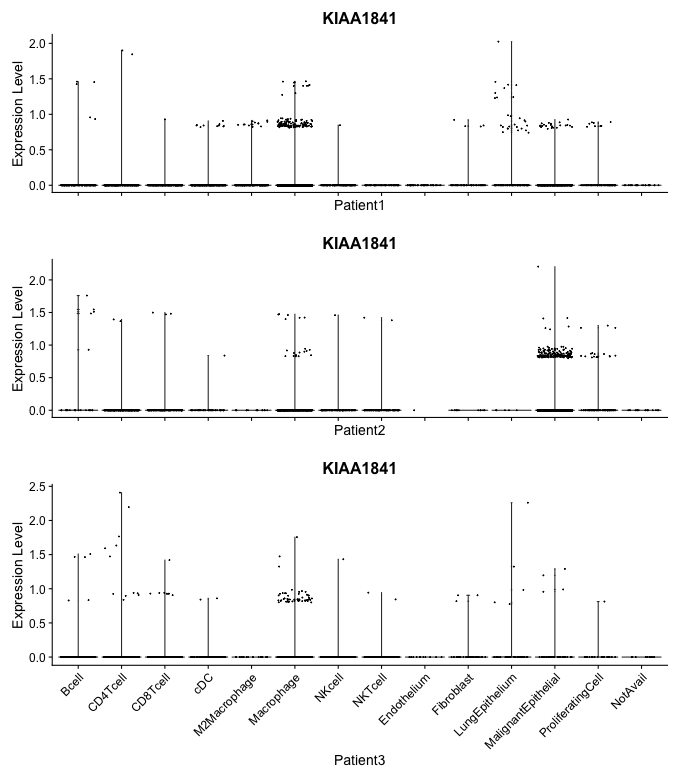 KIAA1841
Expression Level
2.0
1.5
1.0
0.5
0.0
Patient1
KIAA1841
Expression Level
2.0
1.5
1.0
0.5
0.0
Patient2
KIAA1841
Expression Level
2.5
2.0
1.5
1.0
0.5
0.0
Bcell
CD4Tcell
CD8Tcell
cDC
M2Macrophage
Macrophage
NKcell
NKTcell
Endothelium
Fibroblast
LungEpithelium
MalignantEpithelial
ProliferatingCell
NotAvail
Patient3